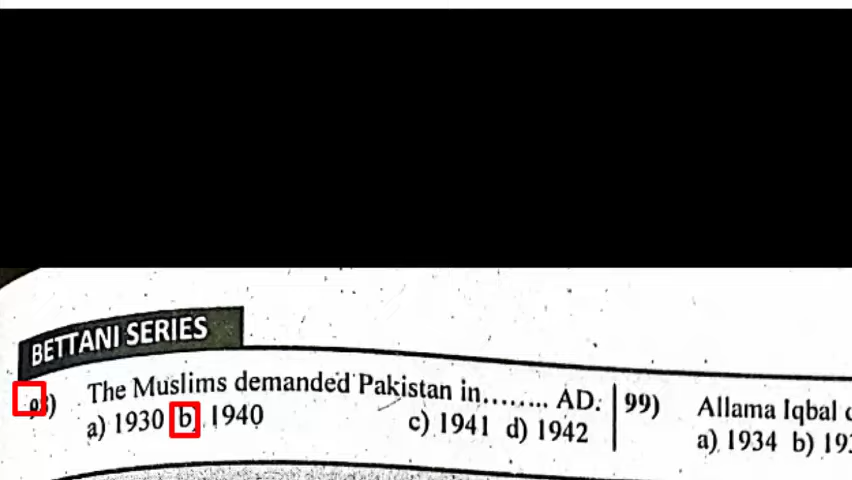 BETTANI SERIES
The Muslims demanded Pakistan in........ AD.
a) 1930 b) 1940 c) 1941 d) 1942
99) Allama Iqbal
a) 1934 b)